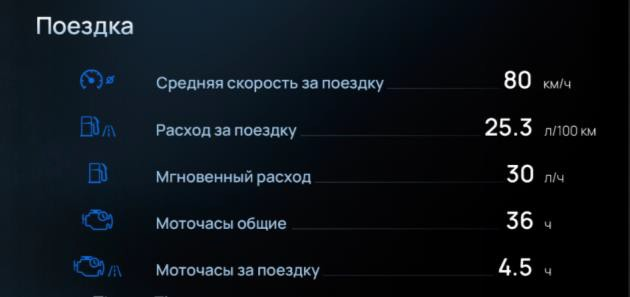 Поездка
Средняя скорость за поездку 80 км/ч
Расход за поездку 25.3 л/100 км
Мгновенный расход 30 л/ч
Моточасы общие 36 ч
Моточасы за поездку 4.5 ч